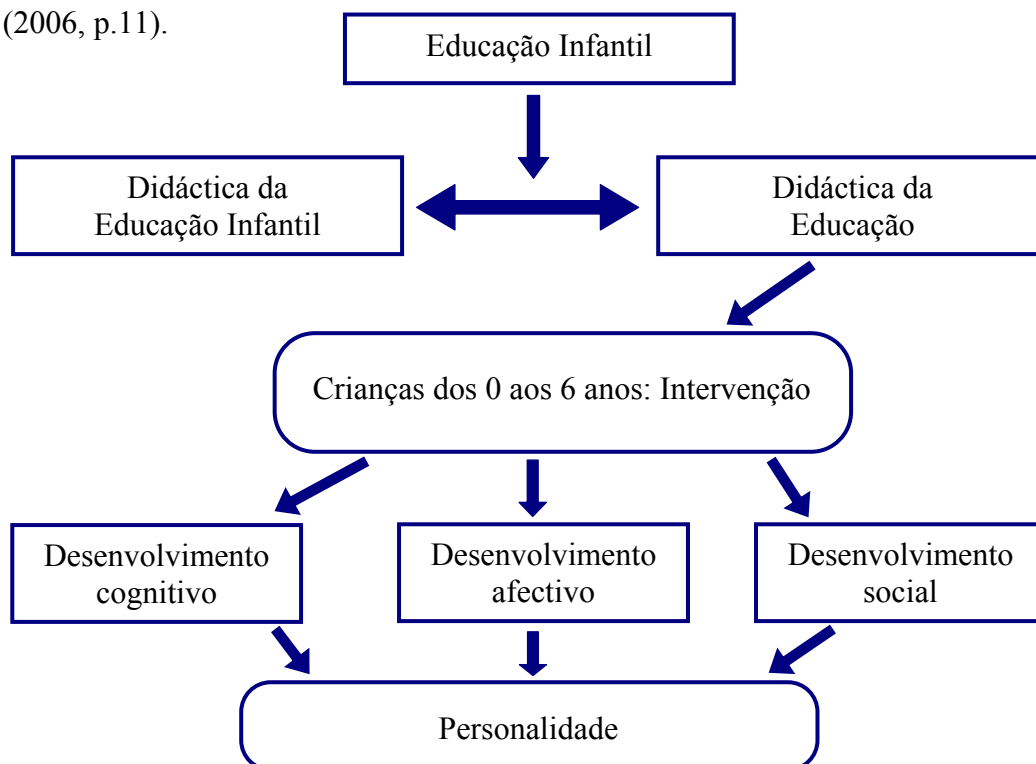 (2006, p.11).
Educação Infantil
Didáctica da
Educação Infantil
Didáctica da
Educação
Crianças dos 0 aos 6 anos: Intervenção
Desenvolvimento
cognitivo
Desenvolvimento
afectivo
Desenvolvimento
social
Personalidade